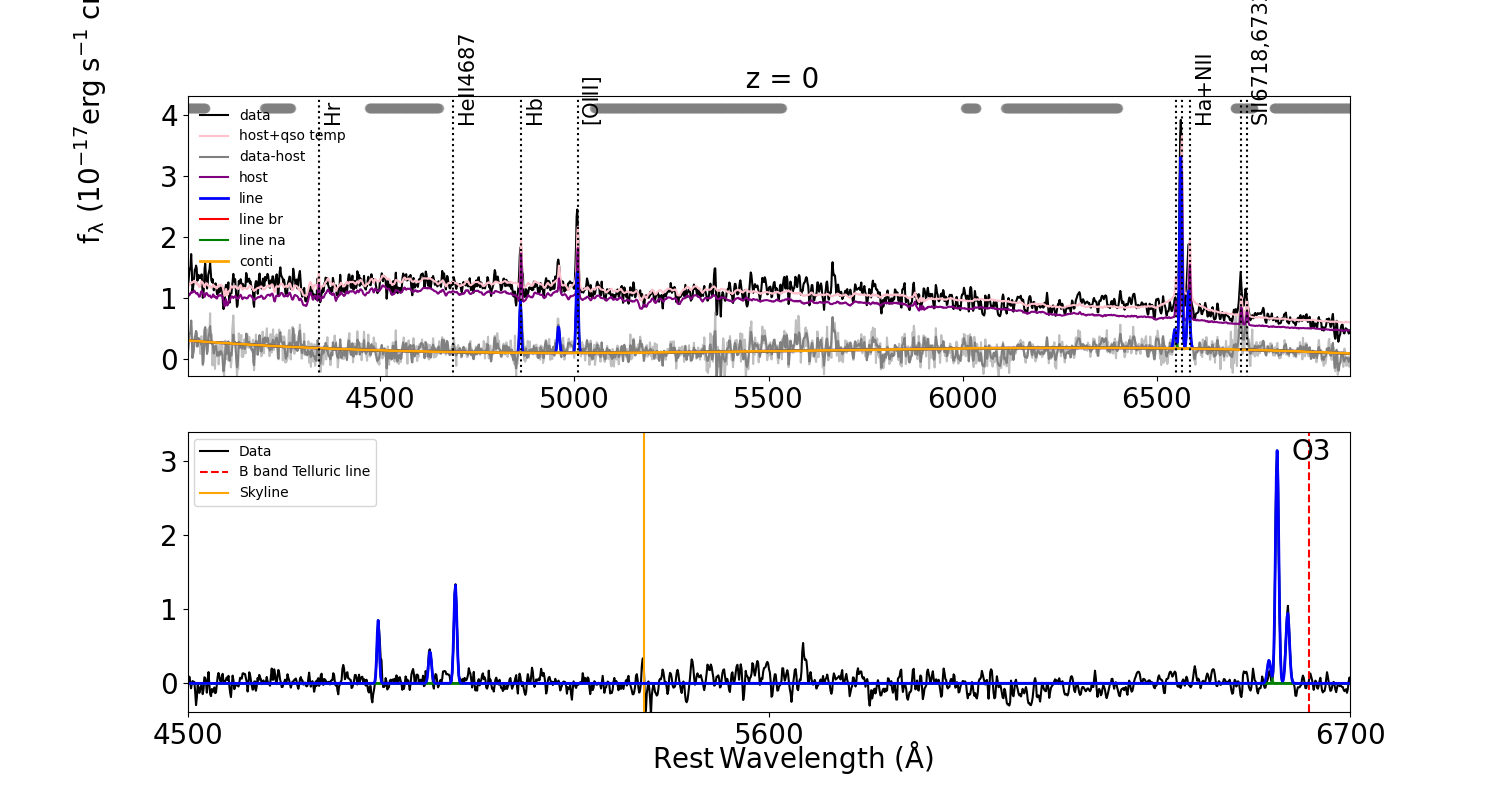 z = 0
f_λ (10^−17 erg s^−1
Hr
HeII4687
Hb
[OIII]
Ha+NII
SII6718,673
4
3
2
1
0
data
host+qso temp
data-host
host
line
line br
line na
conti
4500 5000 5500 6000 6500
3
2
1
0
Data
B band Telluric line
Skyline
O3
4500 5600 6700
Rest Wavelength (Å)